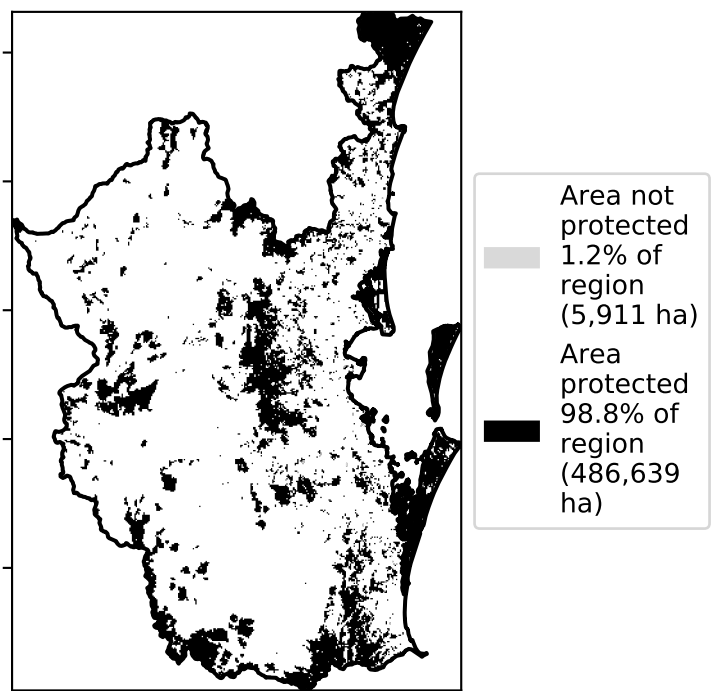 Area not
protected
1.2% of
region
(5,911 ha)
Area
protected
98.8% of
region
(486,639
ha)